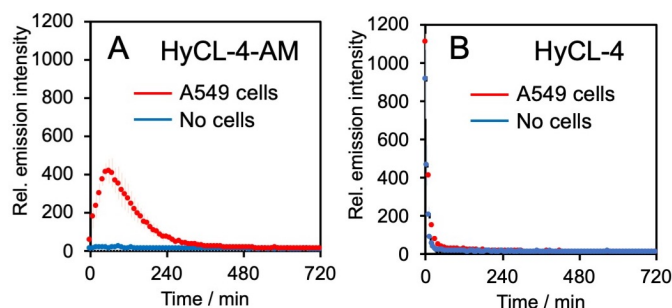 A HyCL-4-AM
A549 cells
No cells
Rel. emission intensity
1200
1000
800
600
400
200
0
0 240 480 720
Time / min
B HyCL-4
A549 cells
No cells
Rel. emission intensity
1200
1000
800
600
400
200
0
0 240 480 720
Time / min